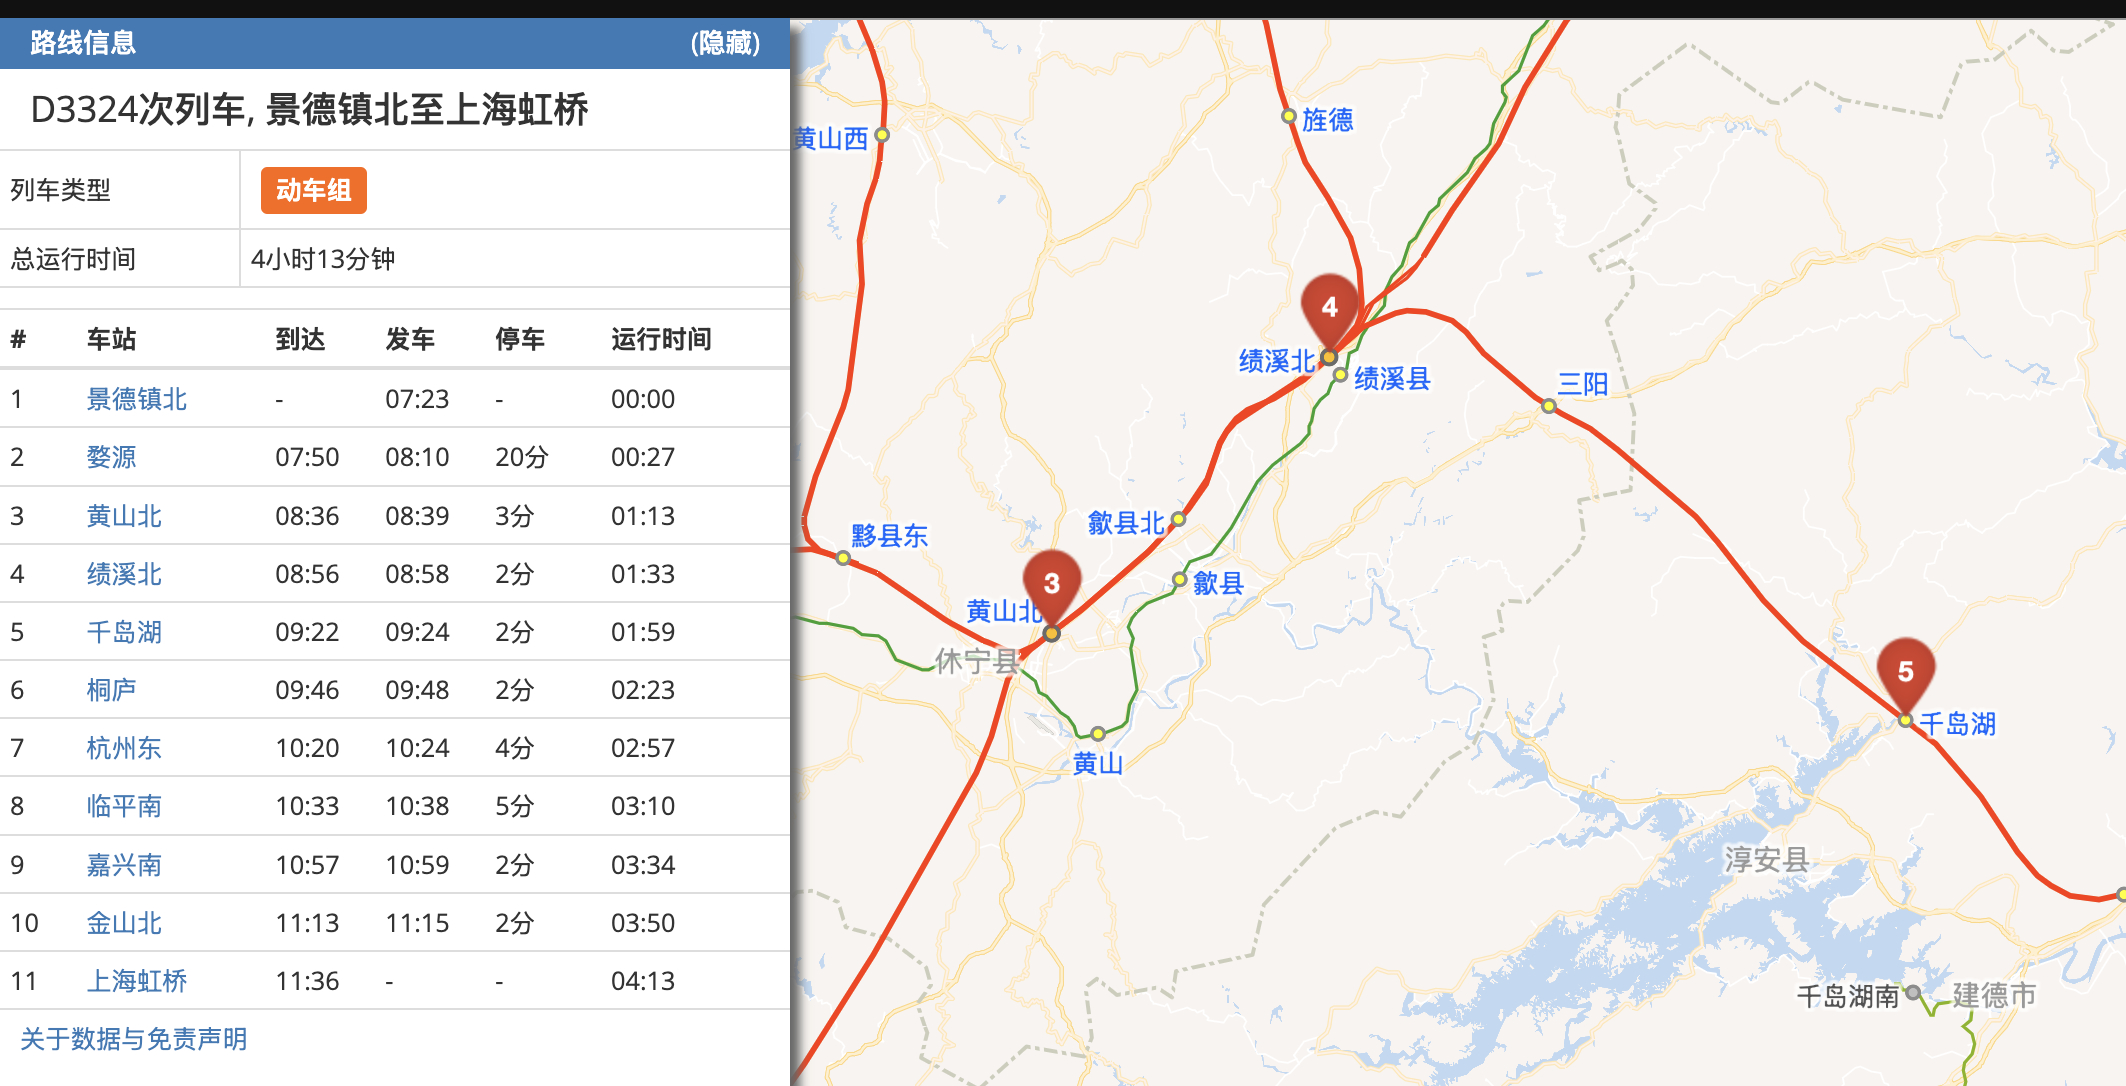 路线信息 (隐藏)
D3324次列车, 景德镇北至上海虹桥
列车类型 动车组
总运行时间 4小时13分钟
# 车站 到达 发车 停车 运行时间
1 景德镇北 - 07:23 - 00:00
2 婺源 07:50 08:10 20分 00:27
3 黄山北 08:36 08:39 3分 01:13
4 绩溪北 08:56 08:58 2分 01:33
5 千岛湖 09:22 09:24 2分 01:59
6 桐庐 09:46 09:48 2分 02:23
7 杭州东 10:20 10:24 4分 02:57
8 临平南 10:33 10:38 5分 03:10
9 嘉兴南 10:57 10:59 2分 03:34
10 金山北 11:13 11:15 2分 03:50
11 上海虹桥 11:36 - - 04:13
关于数据与免责声明
黄山西
旌德
4
绩溪北
绩溪县
三阳
歙县北
黟县东
3
歙县
黄山北
休宁县
5
千岛湖
黄山
淳安县
千岛湖南
建德市